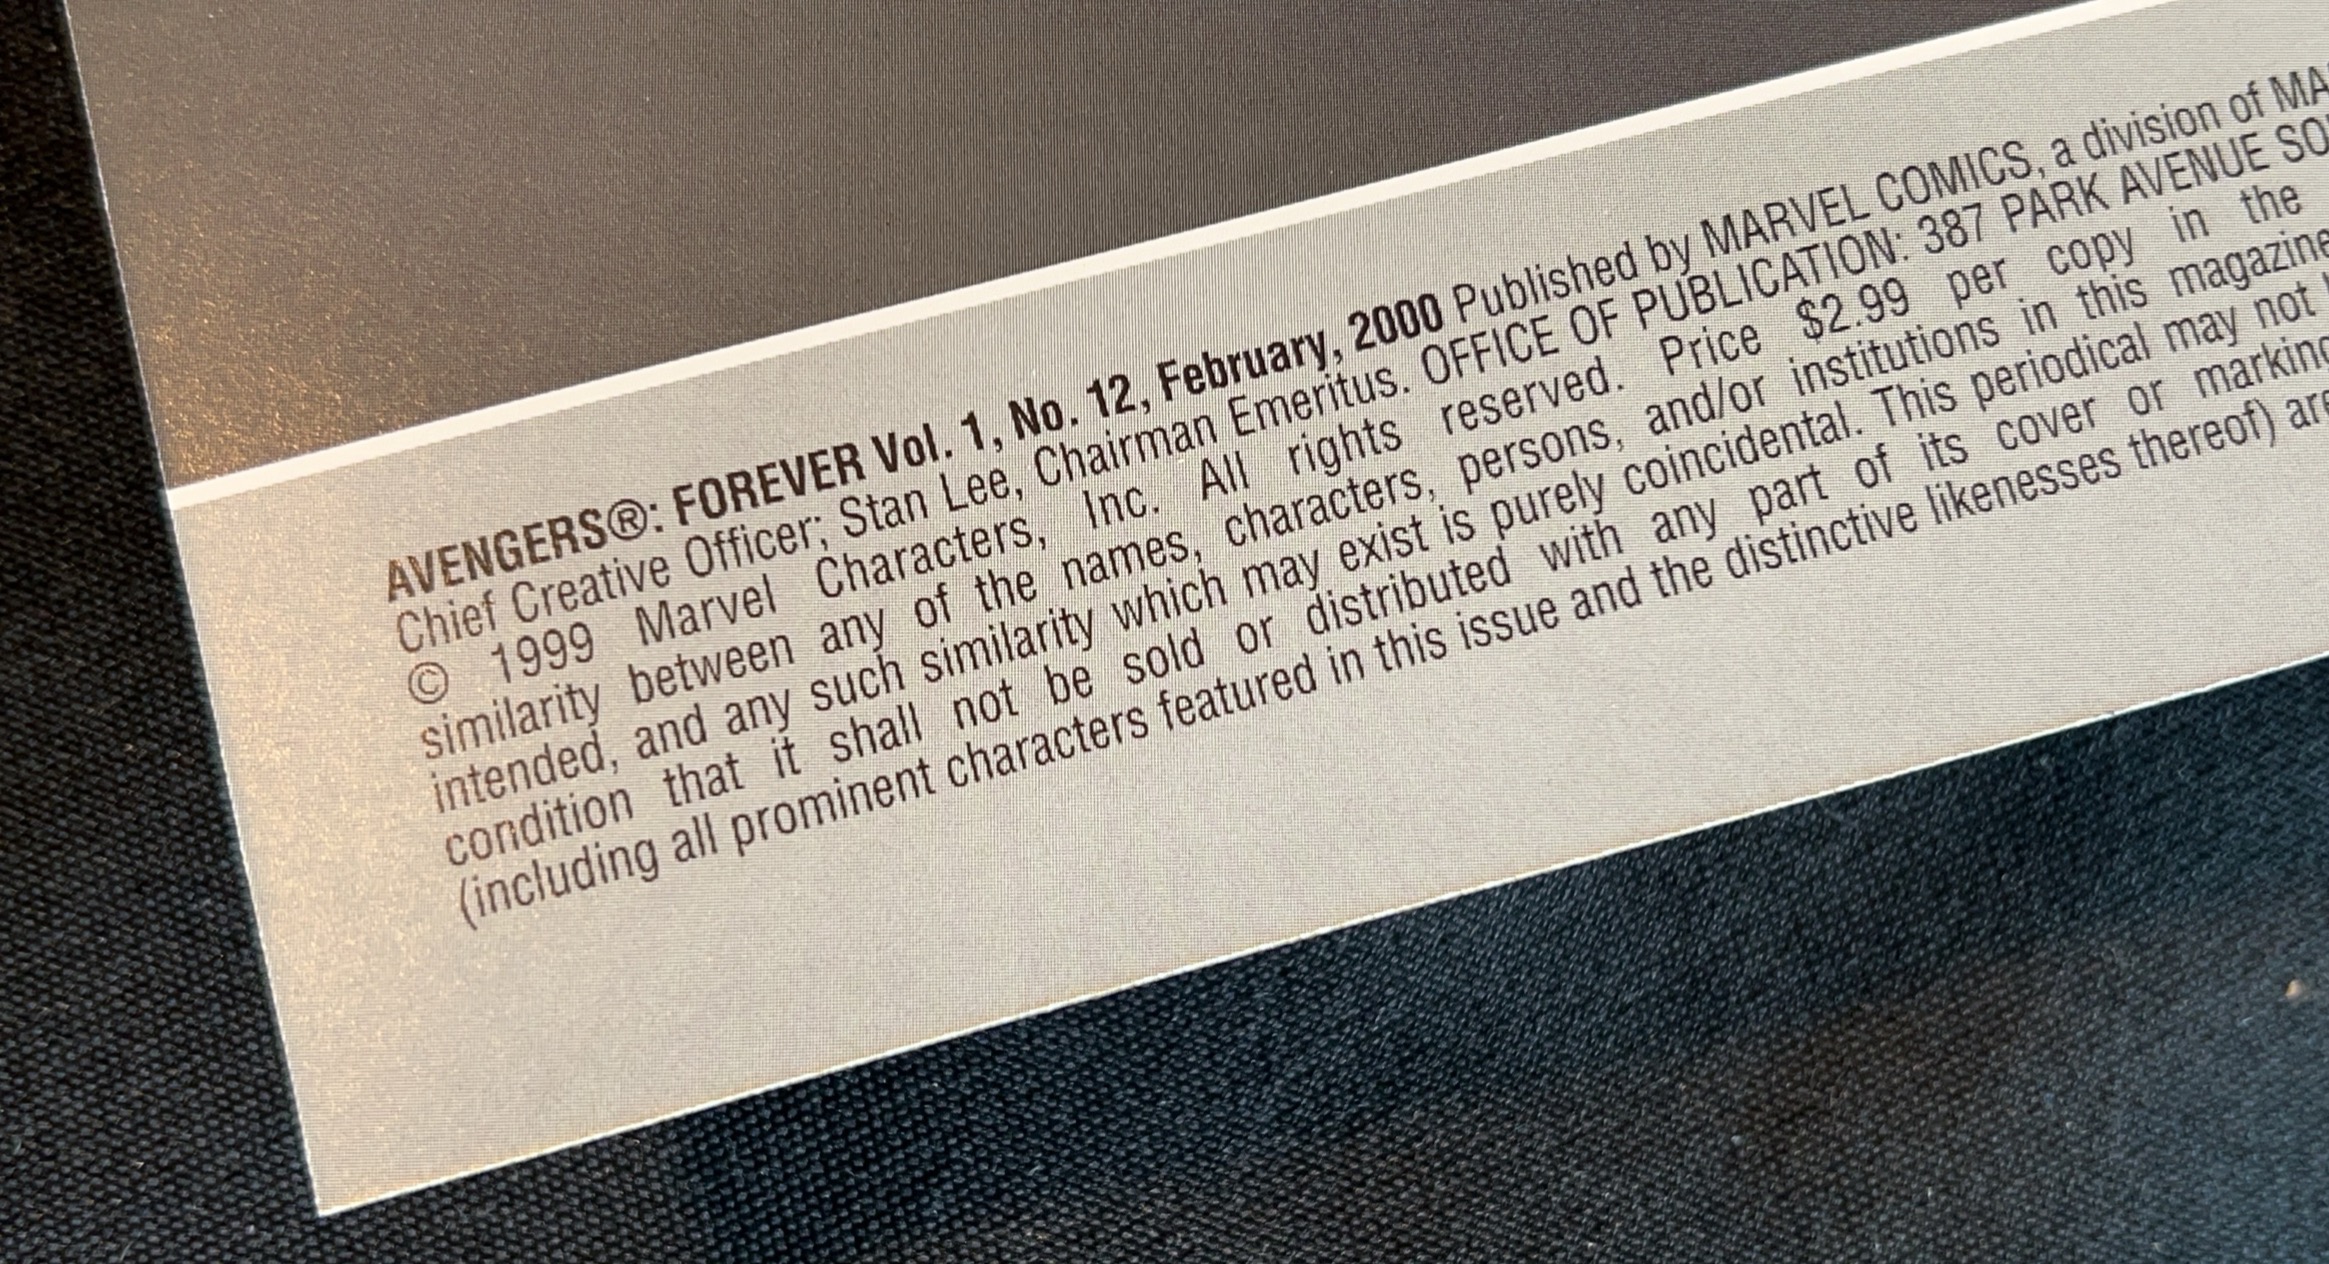 AVENGERS®: FOREVER Vol. 1, No. 12, February, 2000 Published by MARVEL COMICS, a division of
Chief Creative Officer; Stan Lee, Chairman Emeritus. OFFICE OF PUBLICATION: 387 PARK AVENUE
© 1999 Marvel Characters, Inc. All rights reserved. Price $2.99 per copy in the
similarity between any of the names, characters, persons, and/or institutions in this magazine
intended, and any such similarity which may exist is purely coincidental. This periodical may not
condition that it shall not be sold or distributed with any part of its cover or
(including all prominent characters featured in this issue and the distinctive likenesses thereof) are